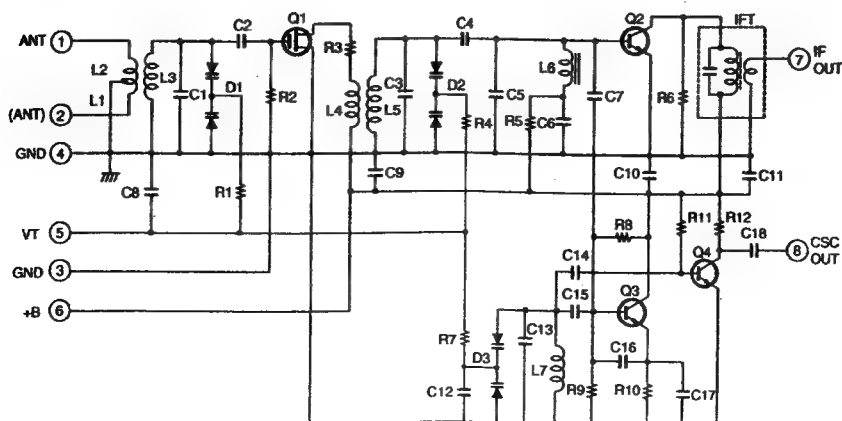 ANT 1
(ANT) 2
GND 4
VT 5
GND 3
+B 6
L2
L1
L3
C1
C8
D1
R1
C2
R2
Q1
R3
L4
L5
C3
C9
C4
D2
R4
C5
R5
L6
C6
C7
Q2
R6
IFT
7 IF OUT
C10
C11
R8
R11
R12
C18
8 CSC OUT
Q4
C14
C15
Q3
R7
D3
C12
C13
L7
C16
R9
R10
C17